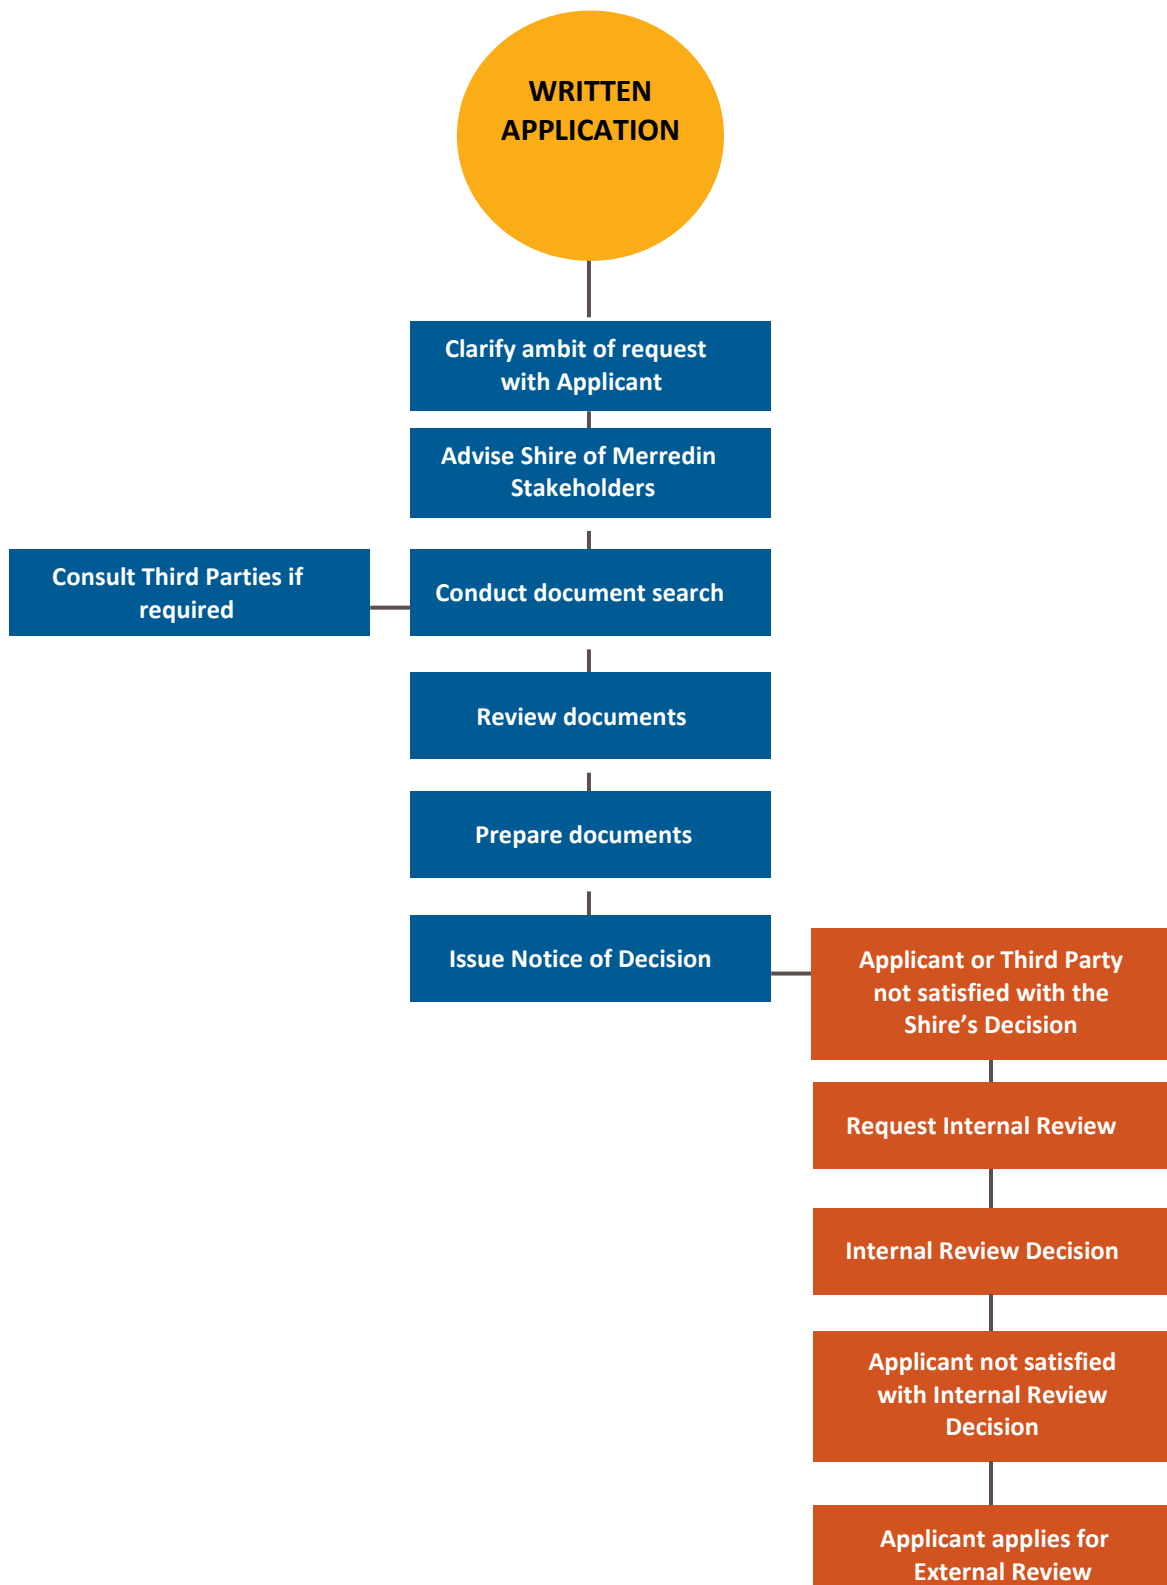 WRITTEN
APPLICATION
Clarify ambit of request
with Applicant
Advise Shire of Merredin
Stakeholders
Consult Third Parties if
required
Conduct document search
Review documents
Prepare documents
Issue Notice of Decision
Applicant or Third Party
not satisfied with the
Shire’s Decision
Request Internal Review
Internal Review Decision
Applicant not satisfied
with Internal Review
Decision
Applicant applies for
External Review